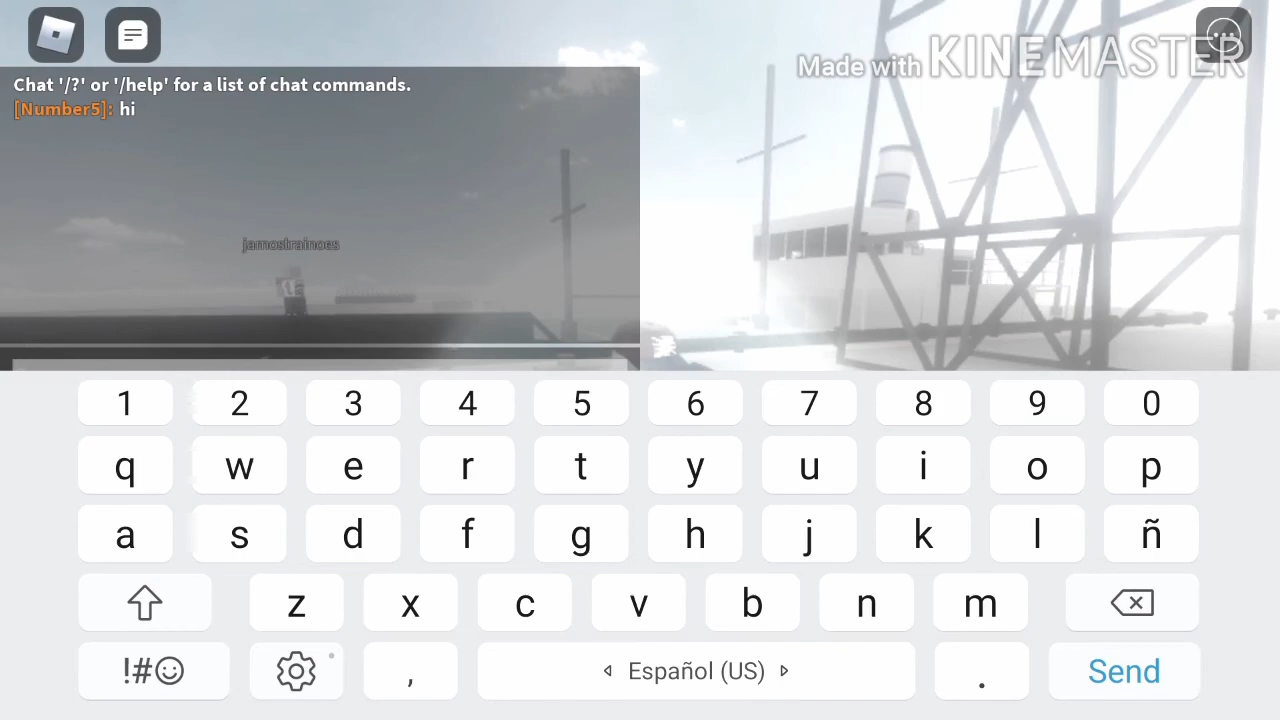 Made with KINEMASTER
Chat '/?' or '/help' for a list of chat commands.
[Number5]: hi
jamostrainoes
1 2 3 4 5 6 7 8 9 0
q w e r t y u i o p
a s d f g h j k l ñ
z x c v b n m
!#☺ , Español (US) . Send